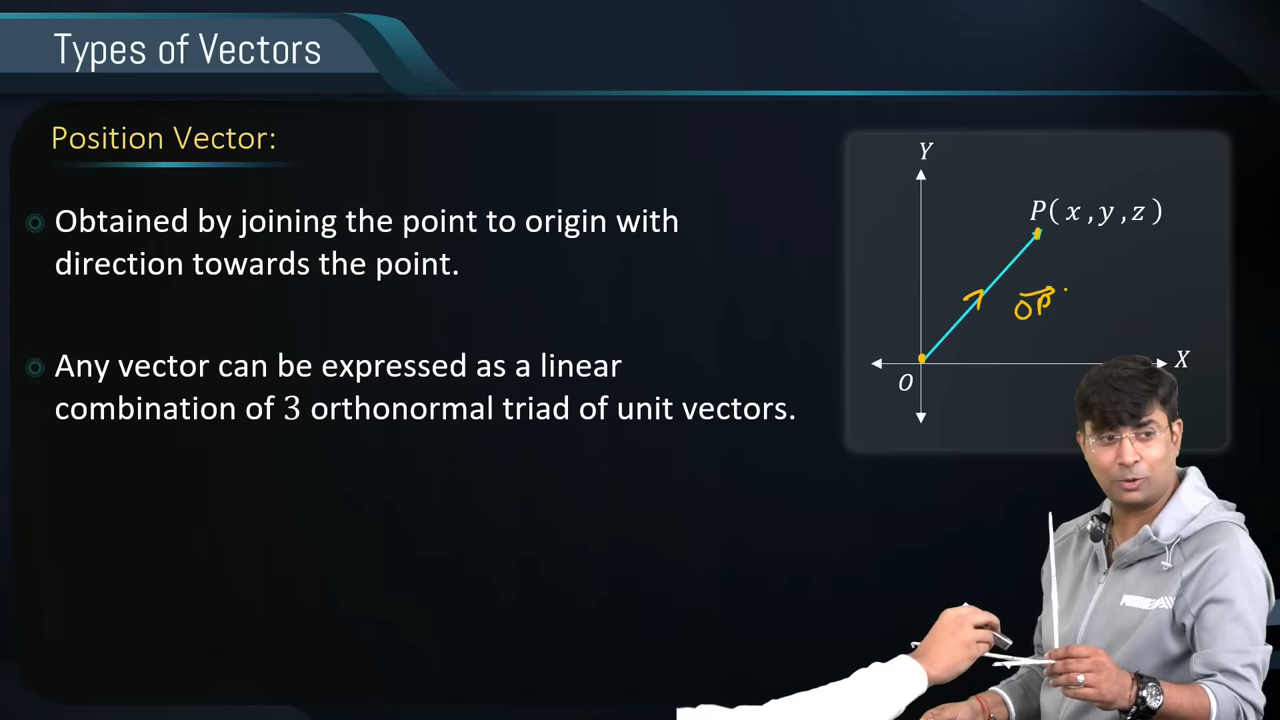 Types of Vectors
Position Vector:
Obtained by joining the point to origin with
direction towards the point.
Any vector can be expressed as a linear
combination of 3 orthonormal triad of unit vectors.
Y
P( x , y , z )
OP
X
O